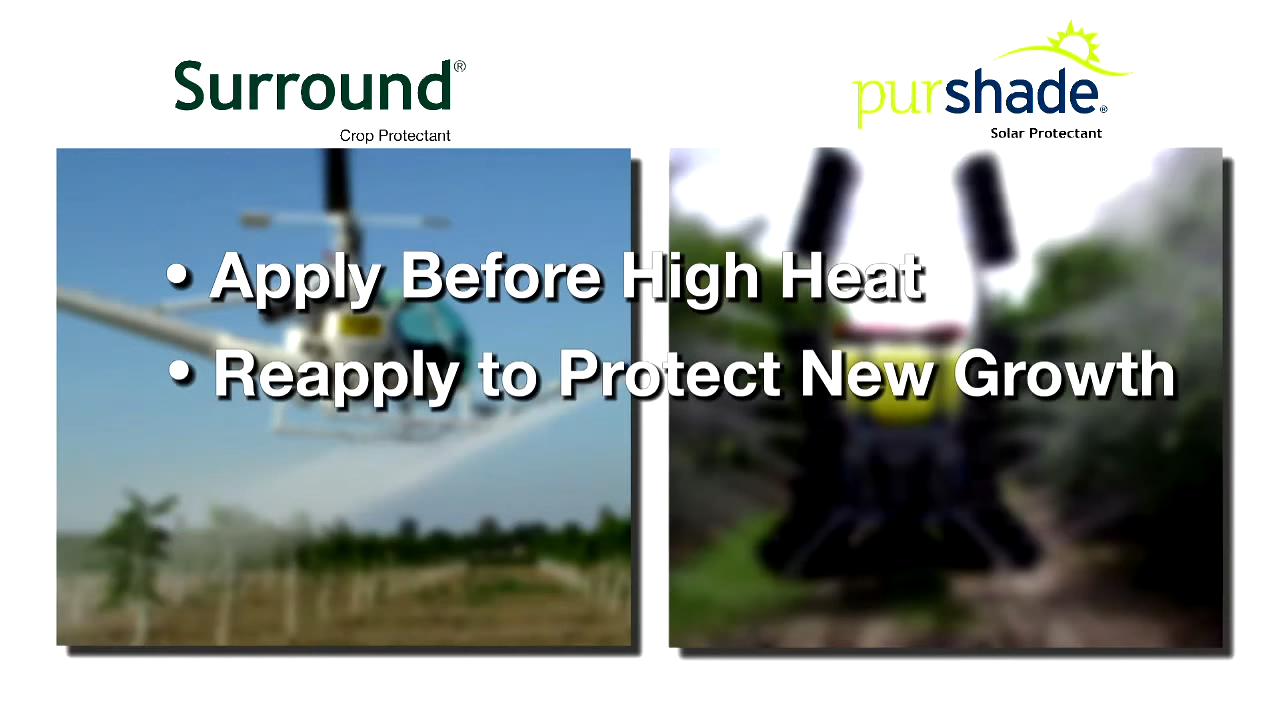 Surround®
Crop Protectant
purshade®
Solar Protectant
• Apply Before High Heat
• Reapply to Protect New Growth